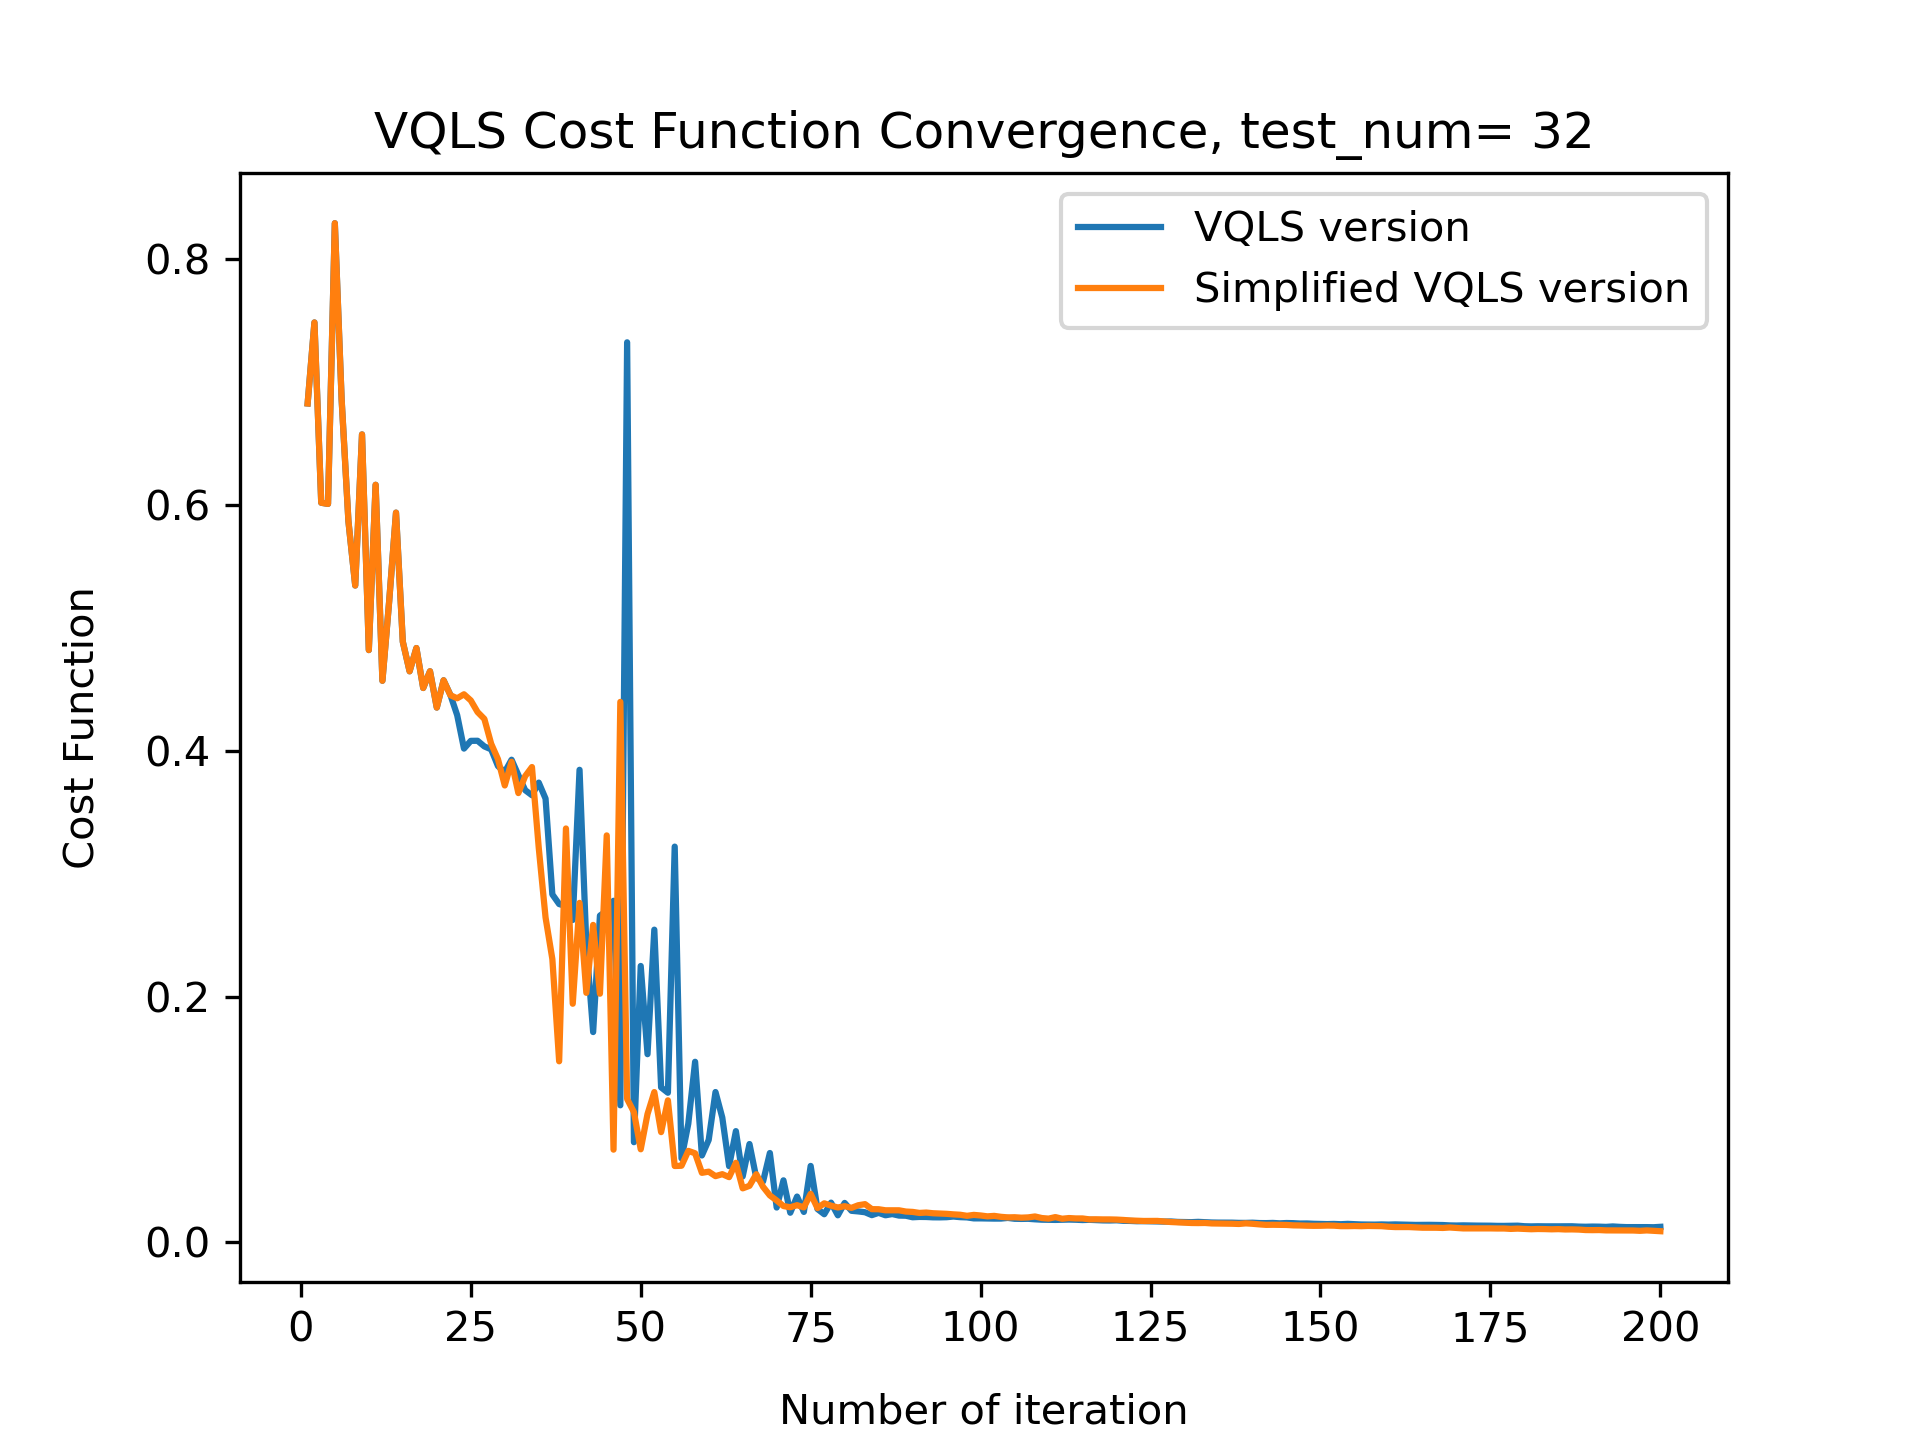 VQLS Cost Function Convergence, test_num= 32
VQLS version
Simplified VQLS version
0.8
0.6
0.4
0.2
0.0
Cost Function
0 25 50 75 100 125 150 175 200
Number of iteration